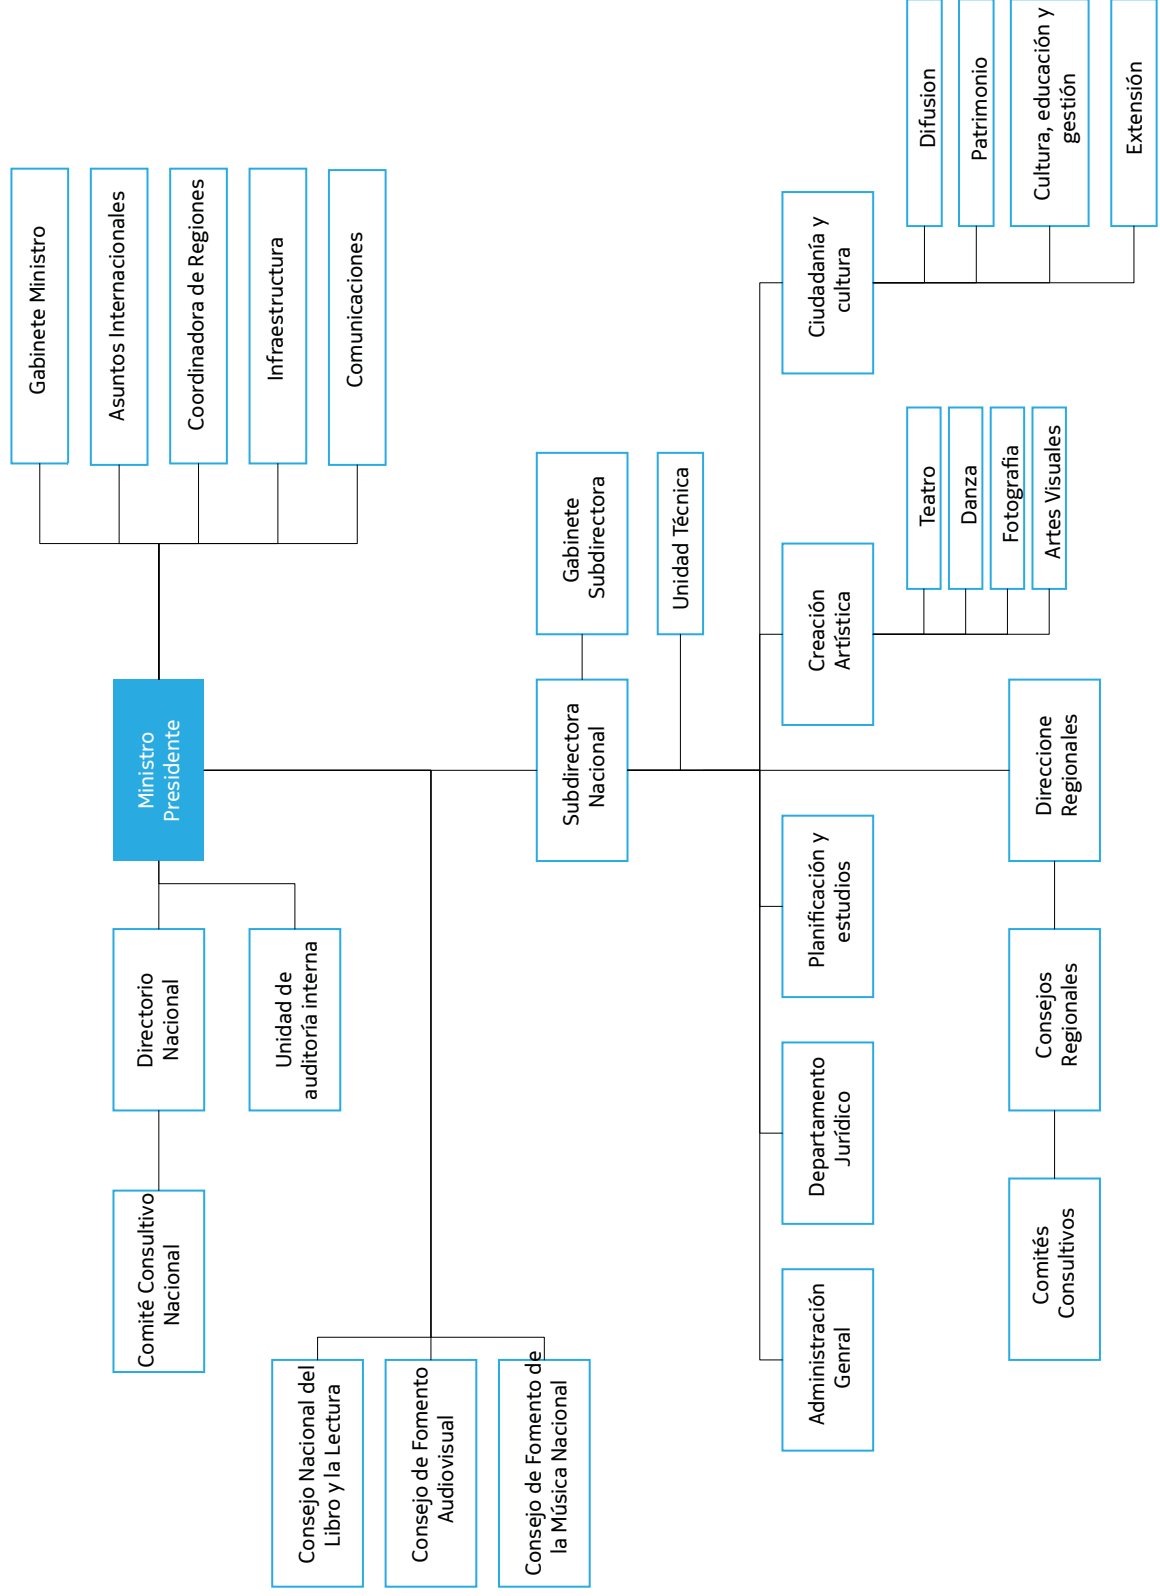 Ministro
Presidente
Gabinete Ministro
Asuntos Internacionales
Coordinadora de Regiones
Infraestructura
Comunicaciones
Directorio
Nacional
Comité Consultivo
Nacional
Unidad de
auditoría interna
Consejo Nacional del
Libro y la Lectura
Consejo de Fomento
Audiovisual
Consejo de Fomento de
la Música Nacional
Subdirectora
Nacional
Gabinete
Subdirectora
Unidad Técnica
Administración
Genral
Departamento
Jurídico
Planificación y
estudios
Creación
Artística
Ciudadanía y
cultura
Teatro
Danza
Fotografia
Artes Visuales
Difusion
Patrimonio
Cultura, educación y
gestión
Extensión
Comités
Consultivos
Consejos
Regionales
Direccione
Regionales